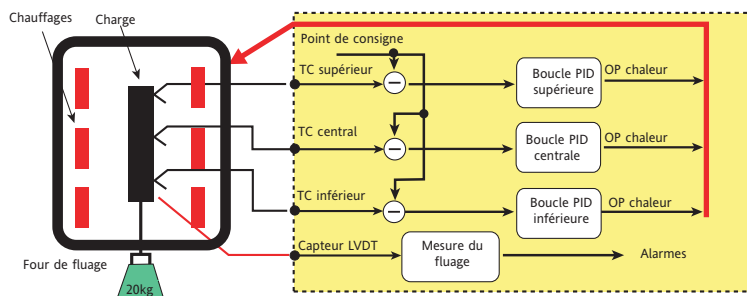 Chauffages
Charge
Point de consigne
TC supérieur
Boucle PID
supérieure
OP chaleur
TC central
Boucle PID
centrale
OP chaleur
TC inférieur
Boucle PID
inférieure
OP chaleur
Capteur LVDT
Mesure du
fluage
Alarmes
Four de fluage
20kg